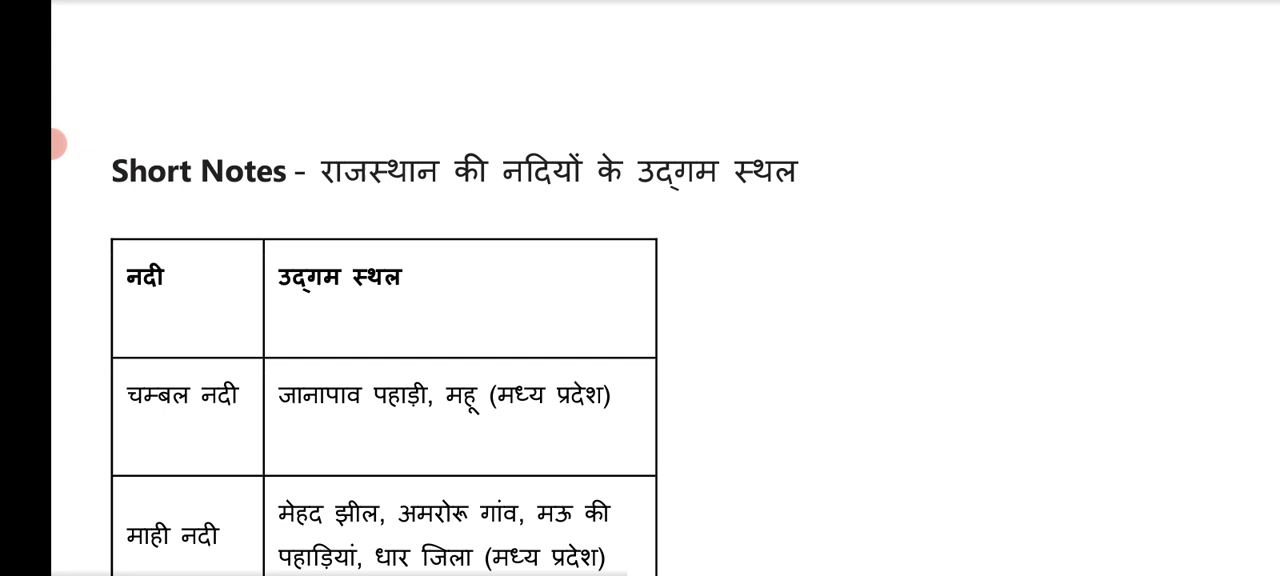 Short Notes - राजस्थान की नदियों के उद्गम स्थल
नदी
उद्गम स्थल
चम्बल नदी
जानापाव पहाड़ी, महू (मध्य प्रदेश)
माही नदी
मेहद झील, अमरोरू गांव, मऊ की
पहाड़ियां, धार जिला (मध्य प्रदेश)